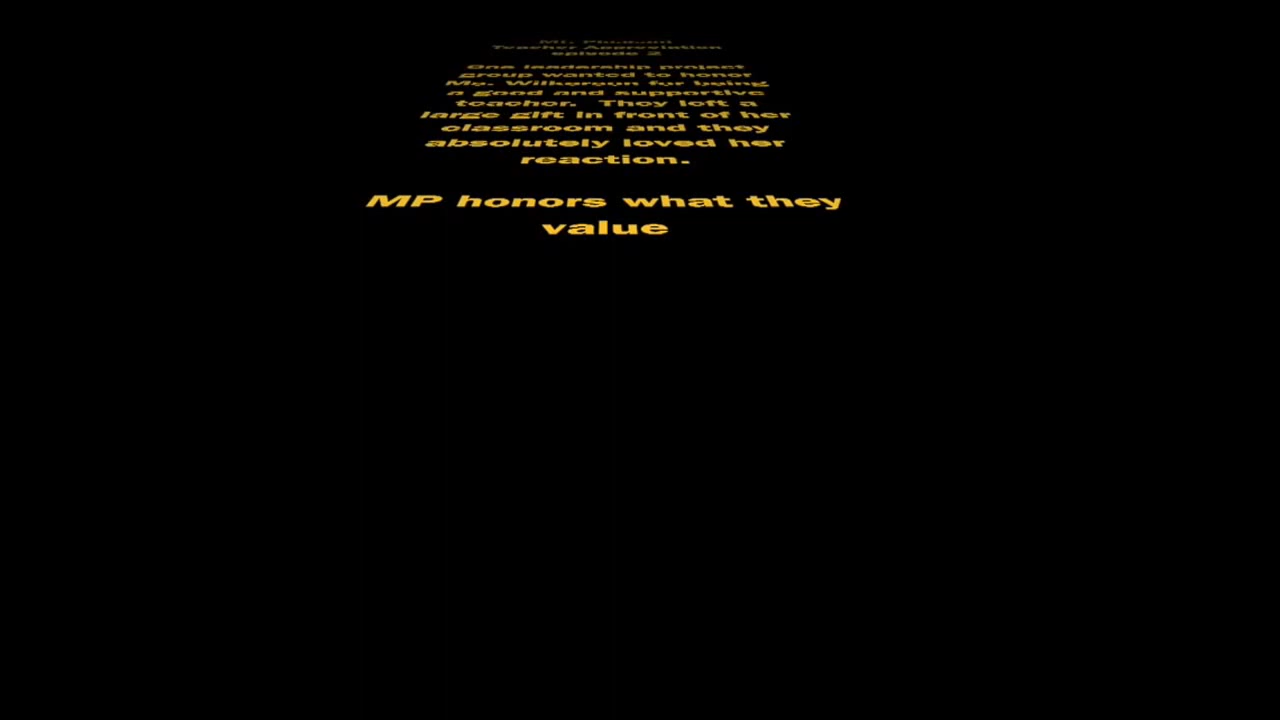 Mt. Pleasant
Teacher Appreciation
episode 2
One leadership project
group wanted to honor
Ms. Wilkerson for being
a good and supportive
teacher. They left a
large gift in front of her
classroom and they
absolutely loved her
reaction.
MP honors what they
value